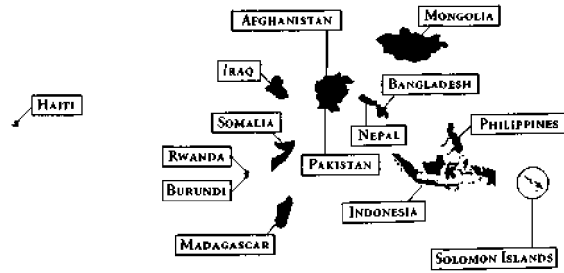 AFGHANISTAN
MONGOLIA
IRAQ
BANGLADESH
HAITI
SOMALIA
NEPAL
PHILIPPINES
RWANDA
PAKISTAN
BURUNDI
INDONESIA
MADAGASCAR
SOLOMON ISLANDS